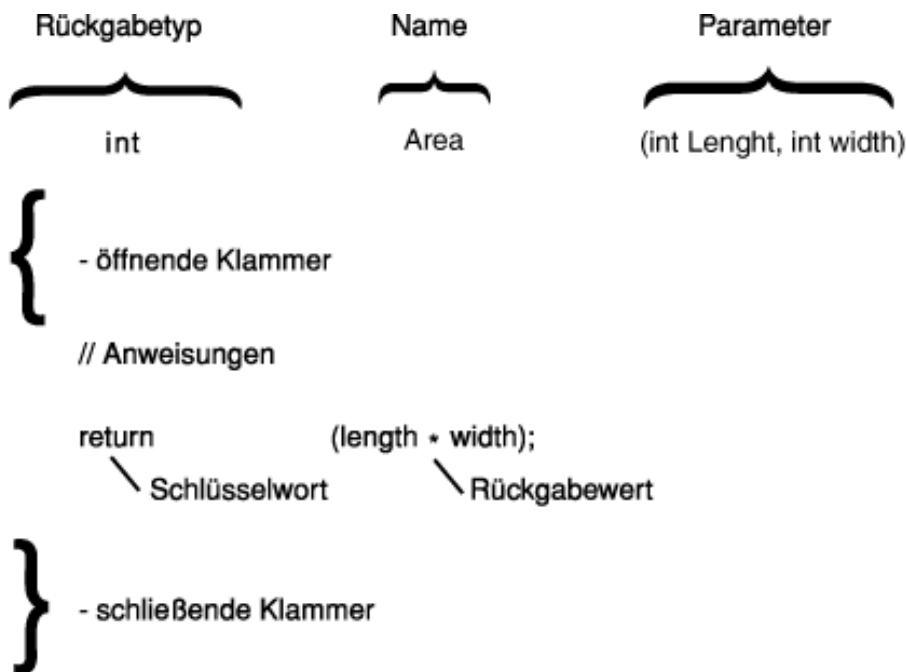 Rückgabetyp Name Parameter
int Area (int Lenght, int width)
{ - öffnende Klammer
// Anweisungen
return (length * width);
Schlüsselwort Rückgabewert
} - schließende Klammer